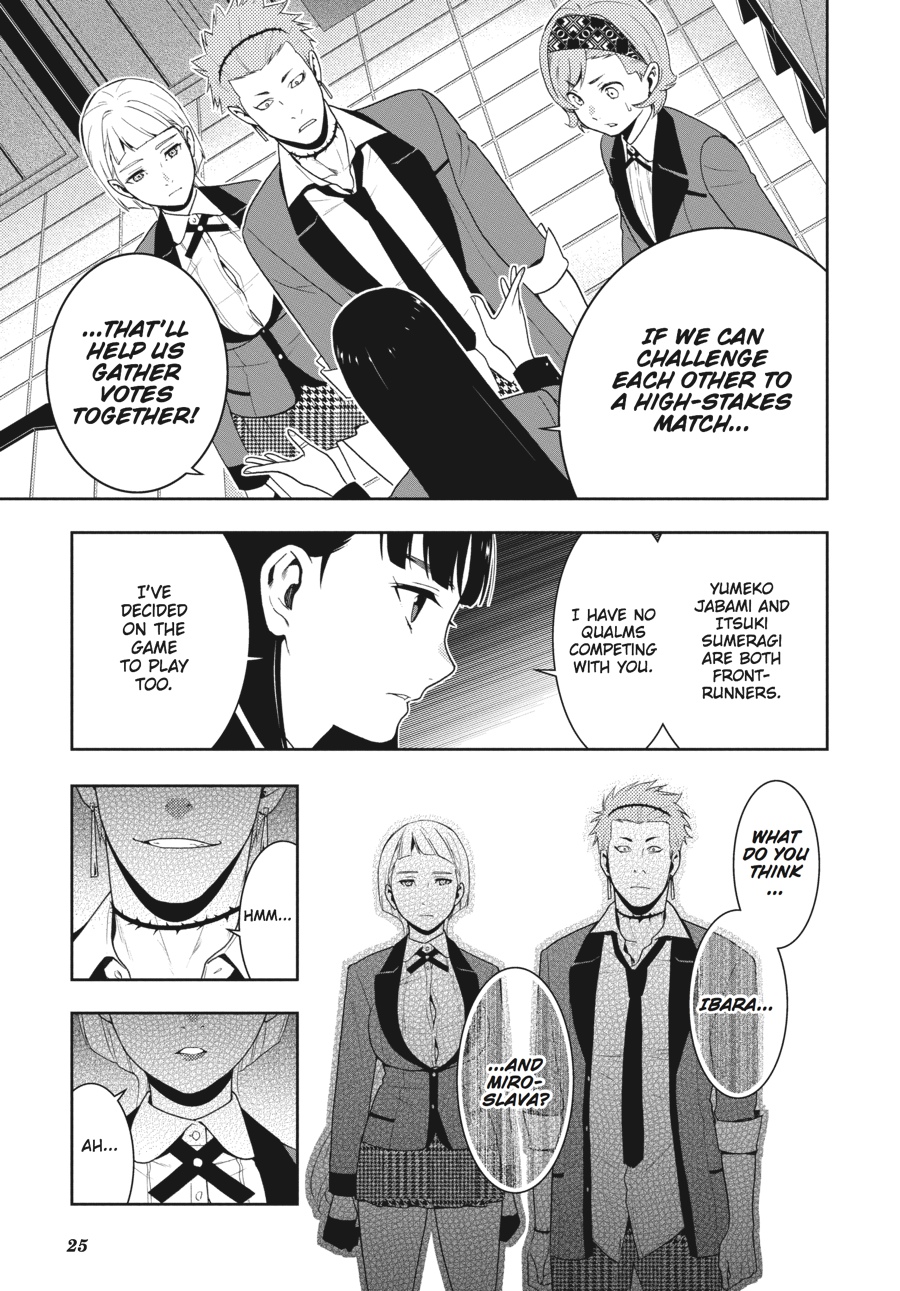 IF WE CAN
CHALLENGE
EACH OTHER TO
A HIGH-STAKES
MATCH...
...THAT'LL
HELP US
GATHER
VOTES
TOGETHER!
YUMEKO
JABAMI AND
ITSUKI
SUMERAGI
ARE BOTH
FRONT-
RUNNERS.
I HAVE NO
QUALMS
COMPETING
WITH YOU.
I'VE
DECIDED
ON THE
GAME
TO PLAY
TOO.
WHAT
DO YOU
THINK
...
IBARA...
...AND
MIRO-
SLAVA?
HMM...
AH...
25